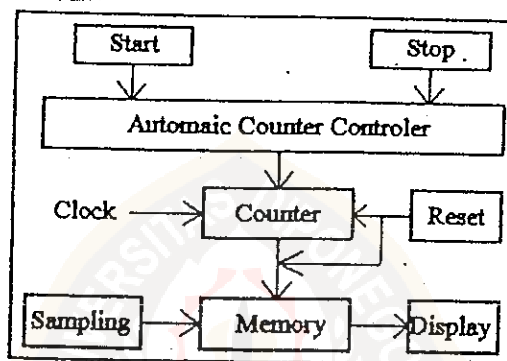 Start
Stop
Automaic Counter Controler
Clock
Counter
Reset
Sampling
Memory
Display